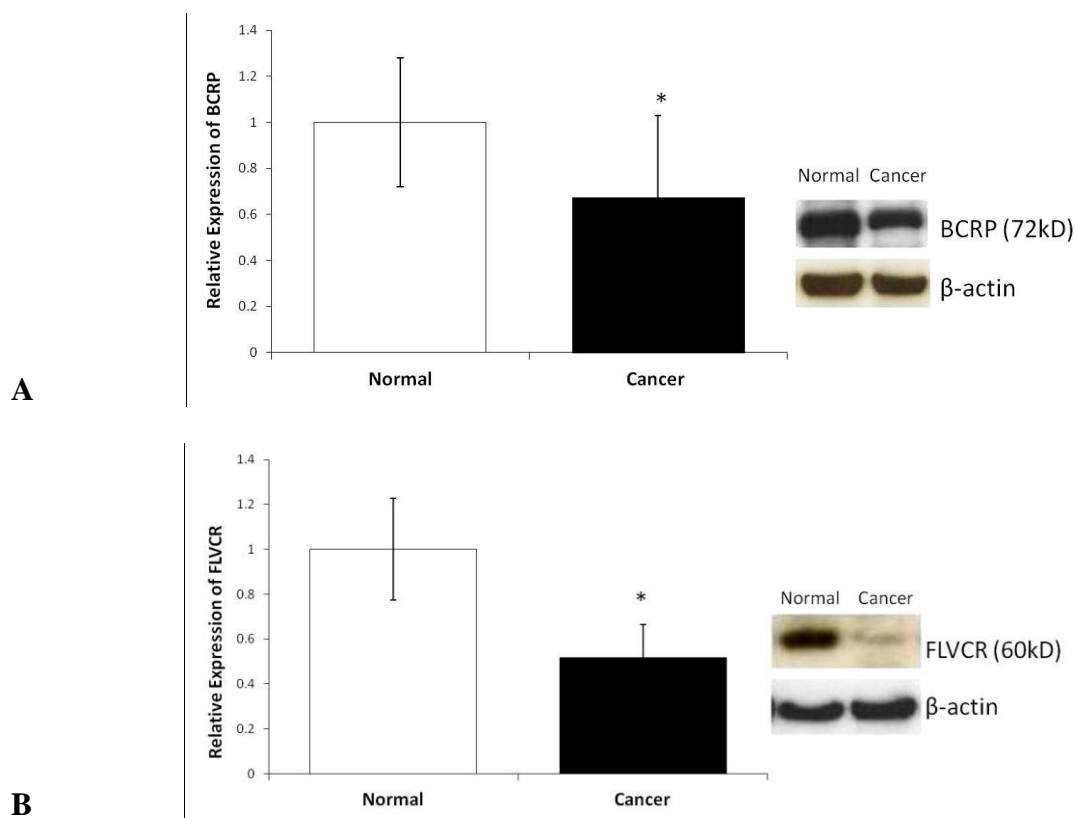 1.4
1.2
1
0.8
0.6
0.4
0.2
0
Relative Expression of BCRP
*
Normal
Cancer
Normal Cancer
BCRP (72kD)
β-actin
A
1.4
1.2
1
0.8
0.6
0.4
0.2
0
Relative Expression of FLVCR
*
Normal
Cancer
Normal Cancer
FLVCR (60kD)
β-actin
B